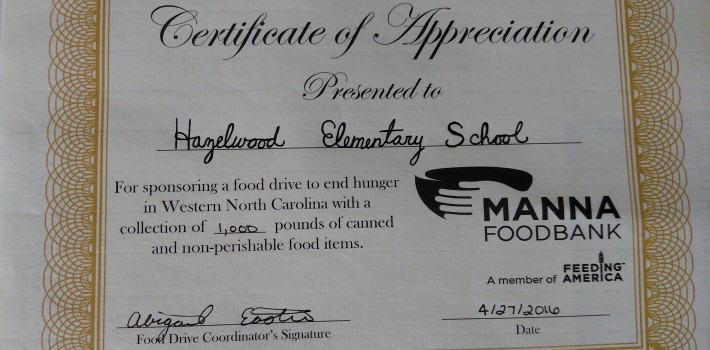 Certificate of Appreciation
Presented to
Hazelwood Elementary School
For sponsoring a food drive to end hunger
in Western North Carolina with a
collection of 1,000 pounds of canned
and non-perishable food items.
MANNA
FOODBANK
A member of FEEDING™ AMERICA
Abigail
Food Drive Coordinator's Signature
4/27/2016
Date